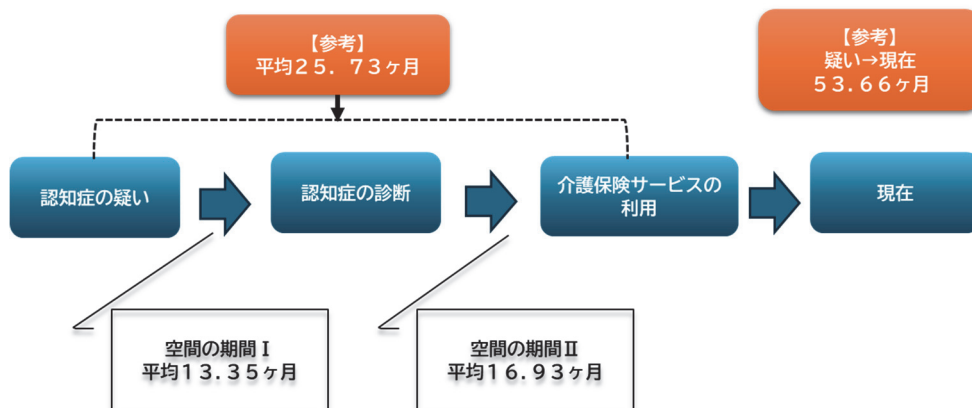 【参考】
平均２５．７３ヶ月
【参考】
疑い→現在
５３．６６ヶ月
認知症の疑い
認知症の診断
介護保険サービスの
利用
現在
空間の期間Ⅰ
平均１３．３５ヶ月
空間の期間Ⅱ
平均１６．９３ヶ月